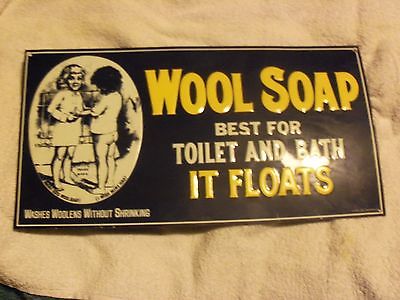 WOOL SOAP
BEST FOR
TOILET AND BATH
IT FLOATS
WASHES WOOLENS WITHOUT SHRINKING